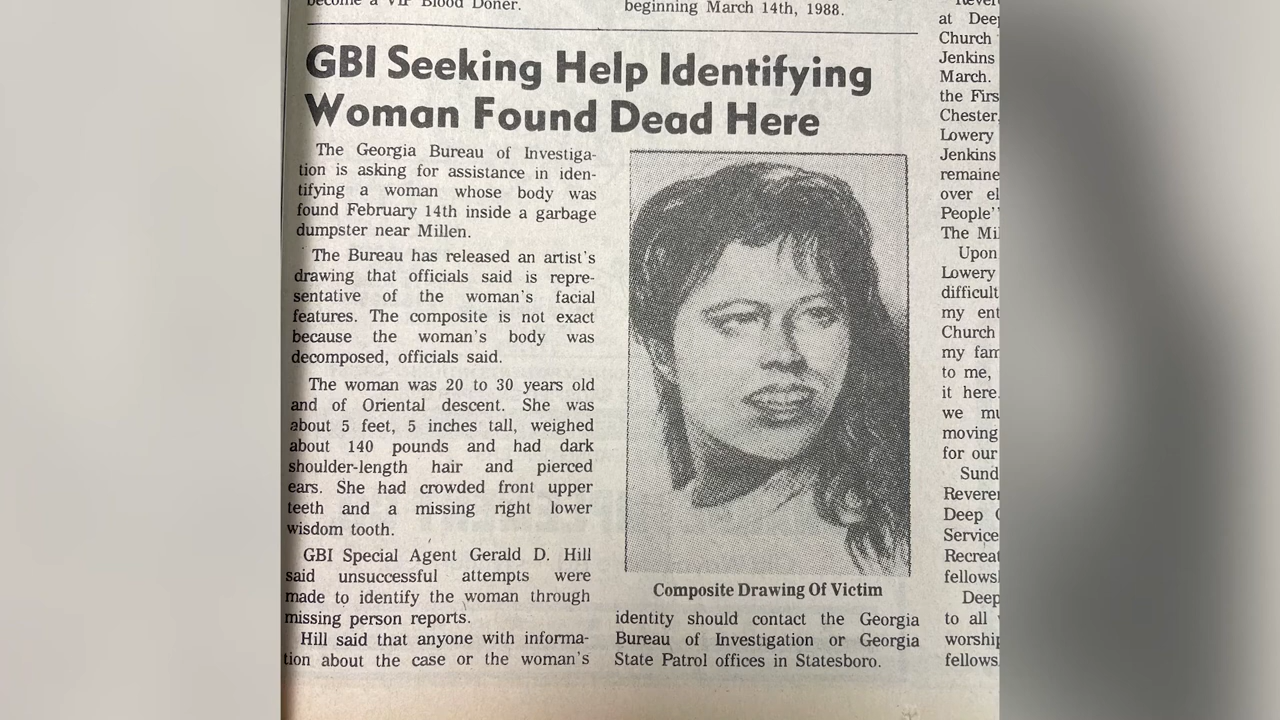 become a VIP Blood Doner.
beginning March 14th, 1988.
GBI Seeking Help Identifying
Woman Found Dead Here
The Georgia Bureau of Investiga-
tion is asking for assistance in iden-
tifying a woman whose body was
found February 14th inside a garbage
dumpster near Millen.
The Bureau has released an artist's
drawing that officials said is repre-
sentative of the woman's facial
features. The composite is not exact
because the woman's body was
decomposed, officials said.
The woman was 20 to 30 years old
and of Oriental descent. She was
about 5 feet, 5 inches tall, weighed
about 140 pounds and had dark
shoulder-length hair and pierced
ears. She had crowded front upper
teeth and a missing right lower
wisdom tooth.
GBI Special Agent Gerald D. Hill
said unsuccessful attempts were
made to identify the woman through
missing person reports.
Hill said that anyone with informa-
tion about the case or the woman's
Composite Drawing Of Victim
identity should contact the Georgia
Bureau of Investigation or Georgia
State Patrol offices in Statesboro.
at Deep
Church
Jenkins
March.
the Firs
Chester.
Lowery
Jenkins
remaine
over el
People"
The Mil
Upon
Lowery
difficult
my ent
Church
my fam
to me,
it here.
we mu
moving
for our
Sund
Reveren
Deep
Service
Recreat
fellows
Deep
to all
worship
fellows